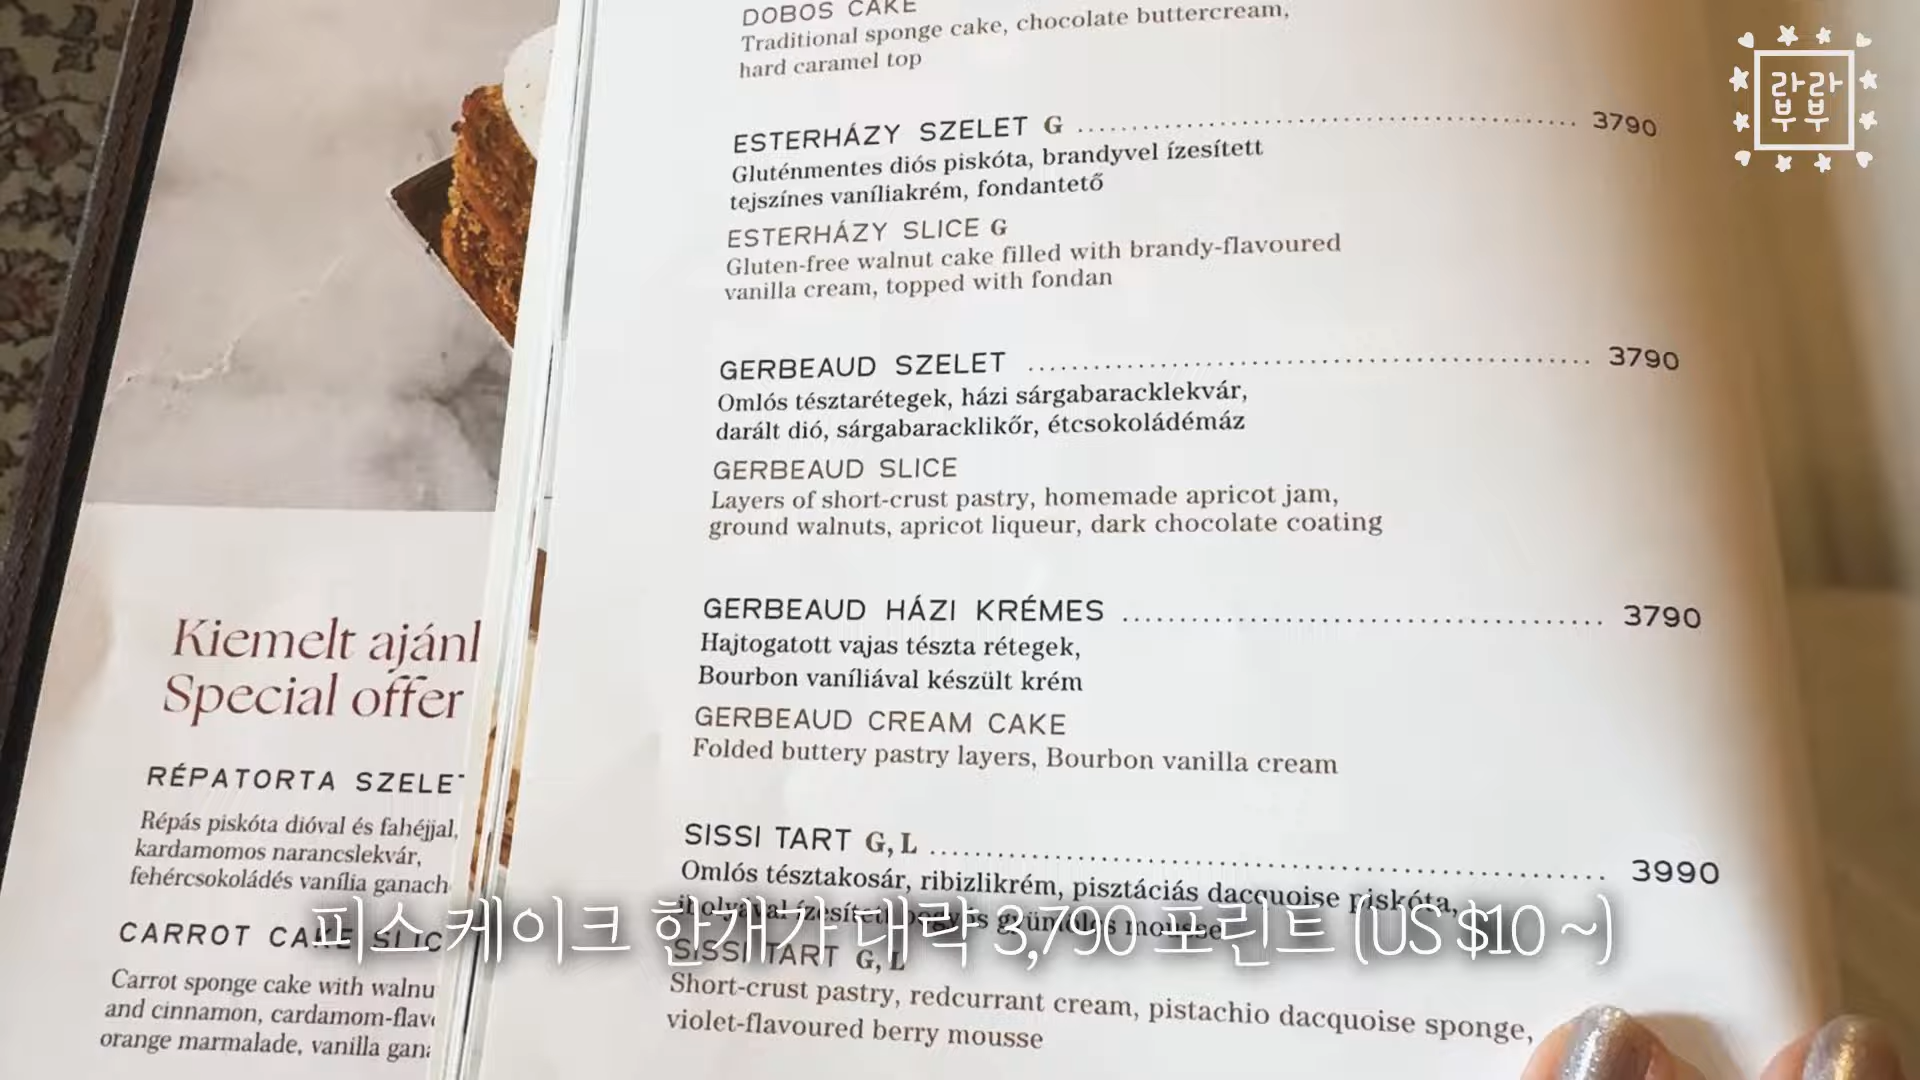 DOBOS CAKE
Traditional sponge cake, chocolate buttercream,
hard caramel top
ESTERHÁZY SZELET G 3790
Gluténmentes diós piskóta, brandyvel ízesített
tejszínes vaníliakrém, fondantető
ESTERHÁZY SLICE G
Gluten-free walnut cake filled with brandy-flavoured
vanilla cream, topped with fondan
GERBEAUD SZELET 3790
Omlós tésztarétegek, házi sárgabaracklekvár,
darált dió, sárgabaracklikőr, étcsokoládémáz
GERBEAUD SLICE
Layers of short-crust pastry, homemade apricot jam,
ground walnuts, apricot liqueur, dark chocolate coating
GERBEAUD HÁZI KRÉMES 3790
Hajtogatott vajas tészta rétegek,
Bourbon vaníliával készült krém
GERBEAUD CREAM CAKE
Folded buttery pastry layers, Bourbon vanilla cream
SISSI TART G, L 3990
Omlós tésztakosár, ribizlikrém, pisztáciás dacquoise piskóta,
SISSI TART G, L
Short-crust pastry, redcurrant cream, pistachio dacquoise sponge,
violet-flavoured berry mousse
Kiemelt ajánl
Special offer
RÉPATORTA SZELET
Répás piskóta dióval és fahéjjal,
kardamomos narancslekvár,
fehércsokoládés vanília ganach
CARROT CAKE SLIC
Carrot sponge cake with walnu
and cinnamon, cardamom-flav
orange marmalade, vanilla gana
피스 케이크 한개가 대략 3,790 포린트 (US $10 ~)
랍랍
부부